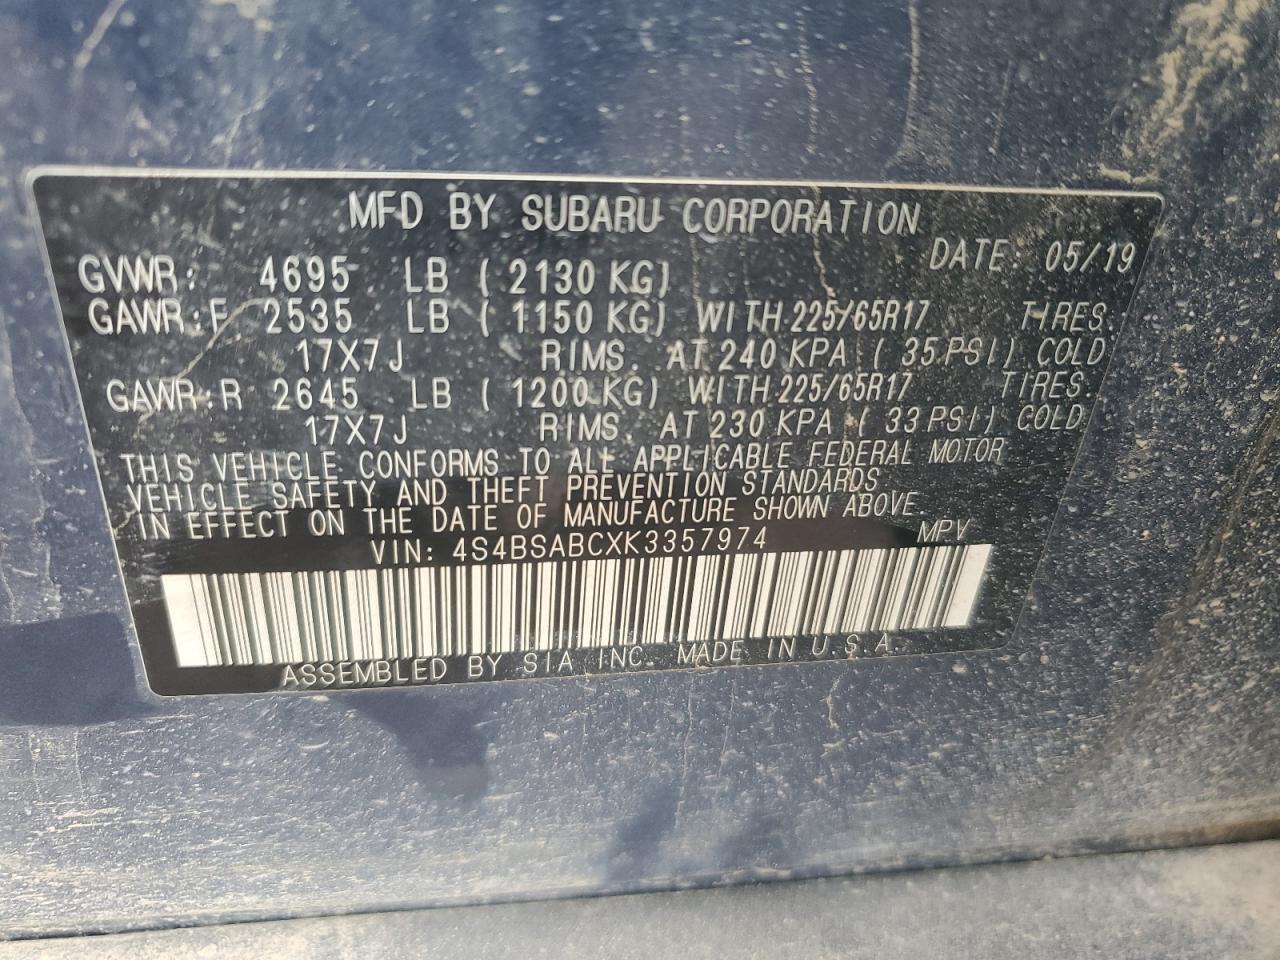 MFD BY SUBARU CORPORATION
DATE: 05/19
GVWR: 4695 LB ( 2130 KG)
GAWR:F 2535 LB ( 1150 KG) WITH 225/65R17 TIRES.
17X7J RIMS. AT 240 KPA ( 35 PSI) COLD
GAWR:R 2645 LB ( 1200 KG) WITH 225/65R17 TIRES.
17X7J RIMS. AT 230 KPA ( 33 PSI) COLD
THIS VEHICLE CONFORMS TO ALL APPLICABLE FEDERAL MOTOR
VEHICLE SAFETY AND THEFT PREVENTION STANDARDS
IN EFFECT ON THE DATE OF MANUFACTURE SHOWN ABOVE
VIN: 4S4BSABCXK3357974 MPV
ASSEMBLED BY SIA INC. MADE IN U.S.A.